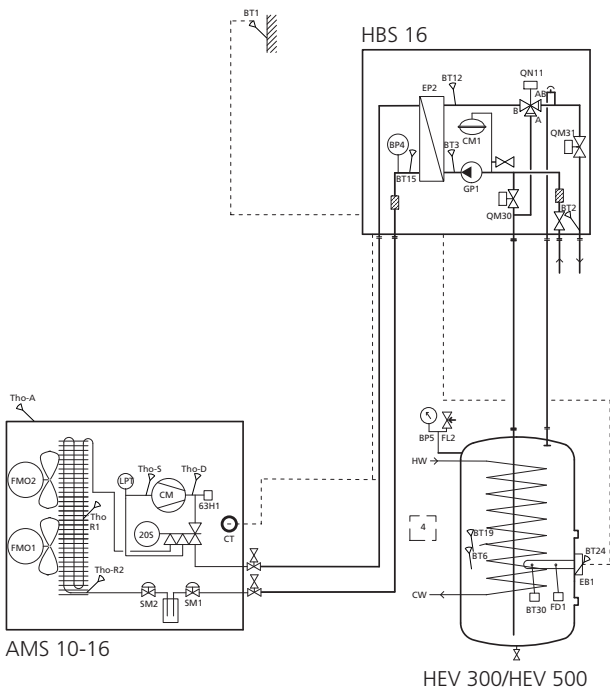 BT1
HBS 16
EP2
BT12
QN11
AB
B
A
CM1
QM31
BP4
BT15
BT3
GP1
QM30
BT2
Tho-A
FMO2
FMO1
Tho
R1
Tho-R2
LPT
Tho-S
Tho-D
CM
63H1
20S
CT
SM2
SM1
AMS 10-16
BP5
FL2
HW
4
BT19
BT6
BT24
EB1
CW
BT30
FD1
HEV 300/HEV 500